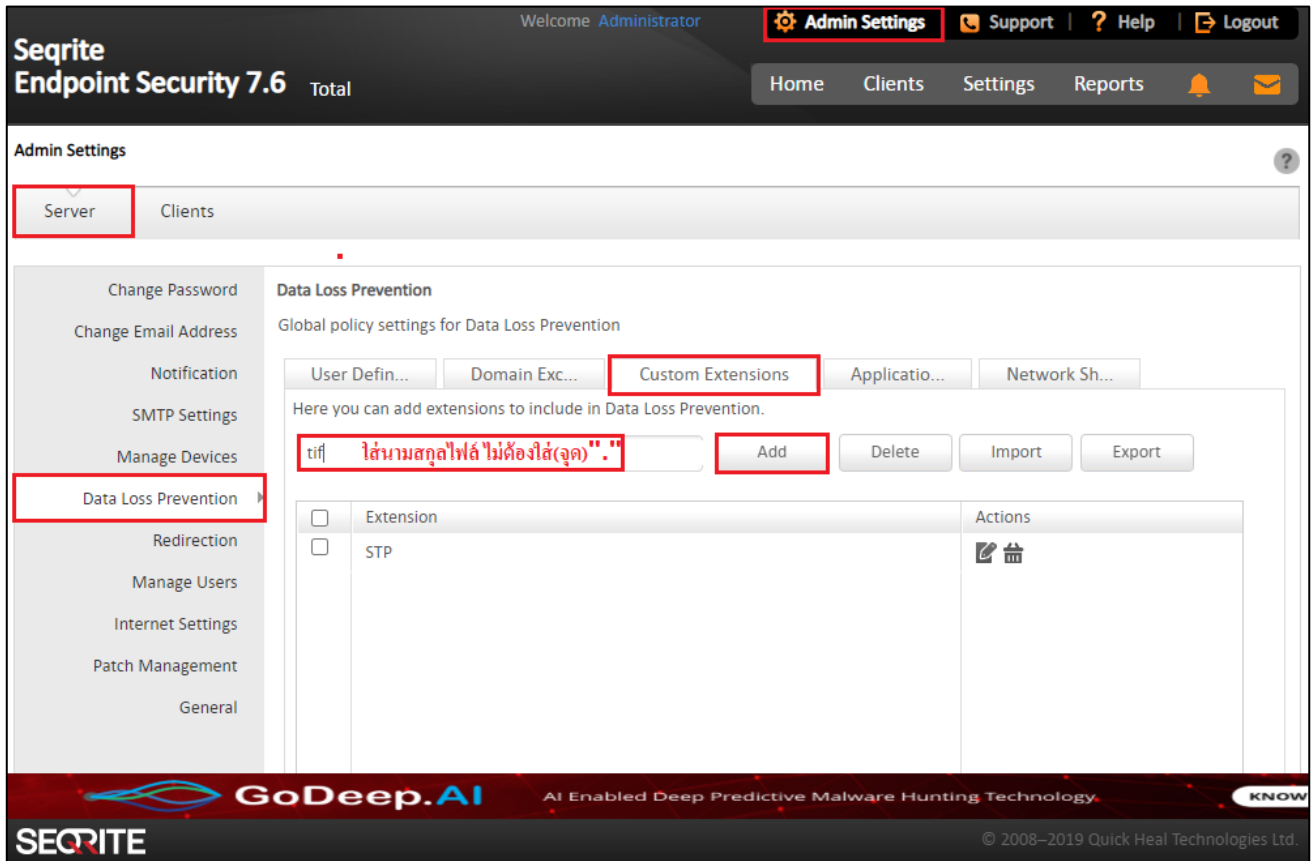 Welcome Administrator
Admin Settings
Support | ? Help | Logout
Seqrite
Endpoint Security 7.6 Total
Home Clients Settings Reports
Admin Settings
?
Server Clients
Change Password
Change Email Address
Notification
SMTP Settings
Manage Devices
Data Loss Prevention
Redirection
Manage Users
Internet Settings
Patch Management
General
Data Loss Prevention
Global policy settings for Data Loss Prevention
User Defin... Domain Exc... Custom Extensions Applicatio... Network Sh...
Here you can add extensions to include in Data Loss Prevention.
tif ใส่นามสกุลไฟล์ ไม่ต้องใส่(จุด)"."
Add Delete Import Export
Extension Actions
STP
GoDeep.AI AI Enabled Deep Predictive Malware Hunting Technology. KNOW
SEQRITE © 2008–2019 Quick Heal Technologies Ltd.